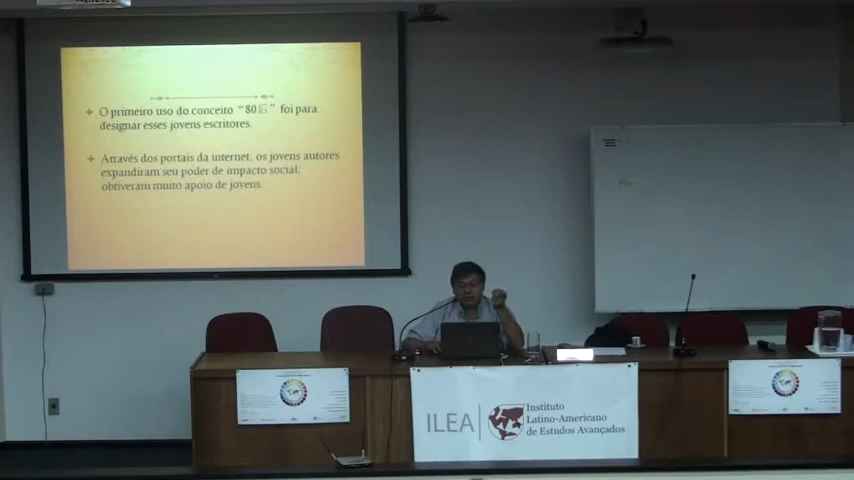 O primeiro uso do conceito "80后" foi para
designar esses jovens escritores.
Através dos portais da internet, os jovens autores
expandiram seu poder de impacto social;
obtiveram muito apoio de jovens.
ILEA
Instituto
Latino-Americano
de Estudos Avançados